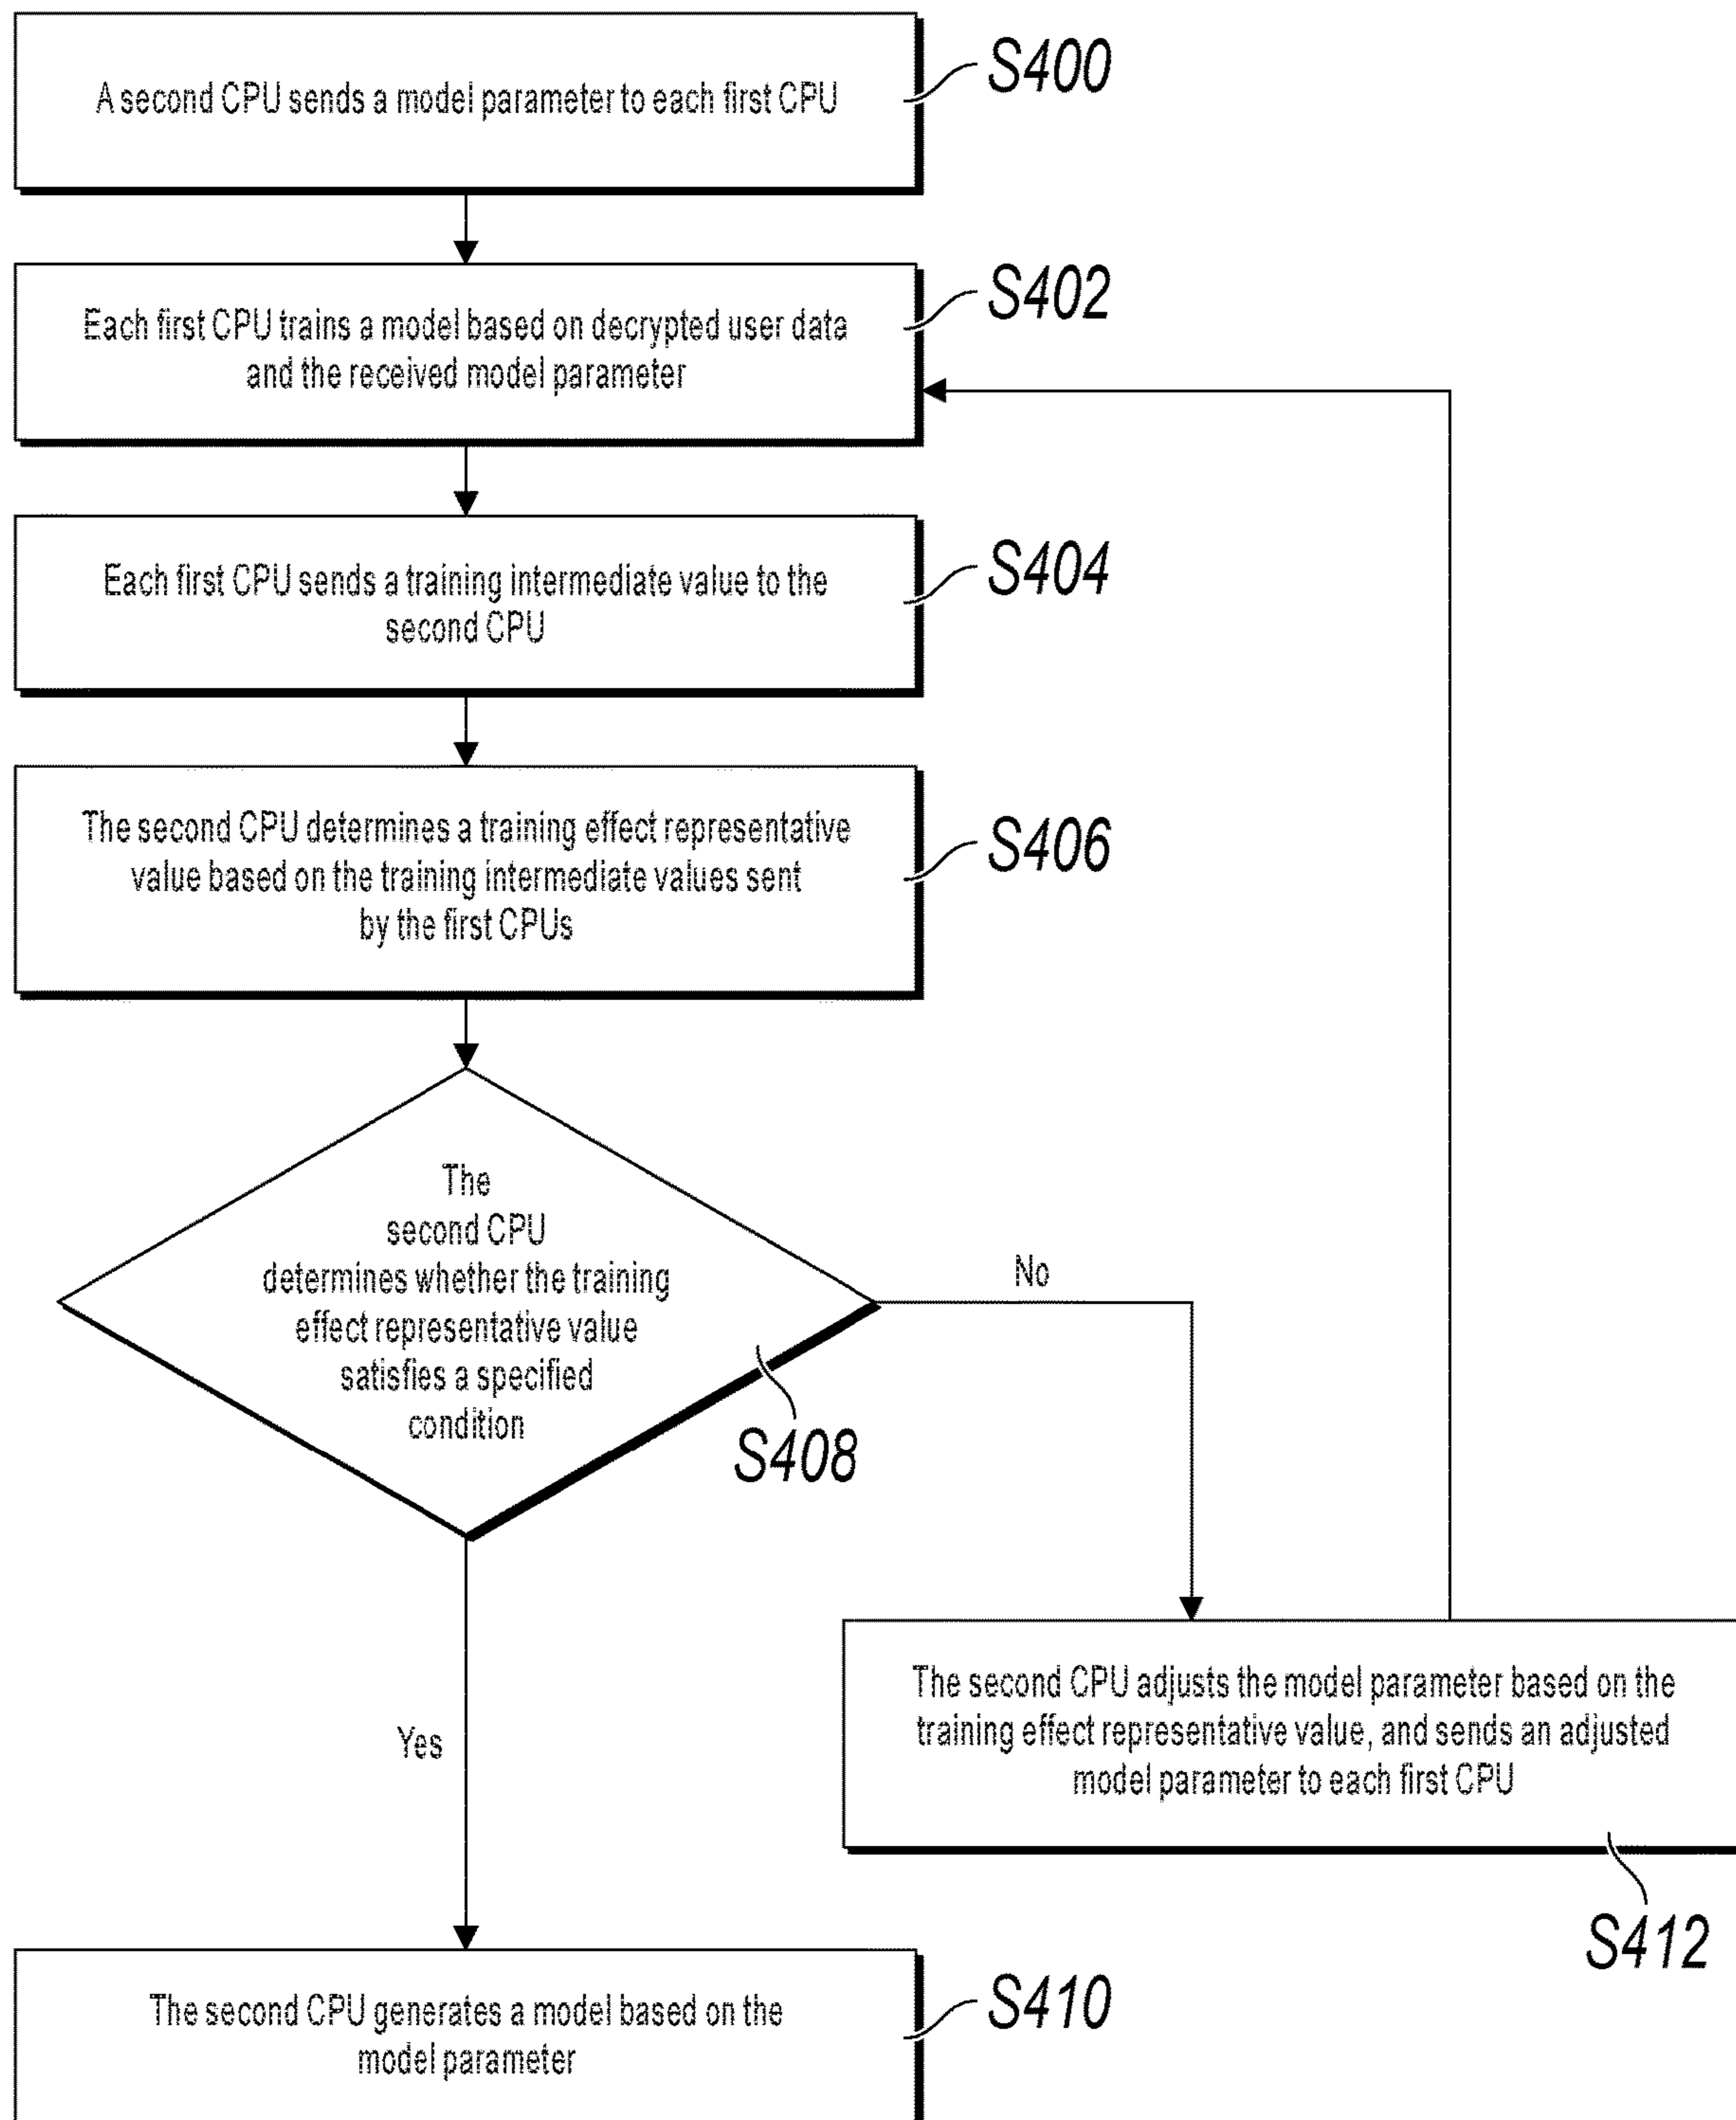 A second CPU sends a model parameter to each first CPU
S400
Each first CPU trains a model based on decrypted user data
and the received model parameter
S402
Each first CPU sends a training intermediate value to the
second CPU
S404
The second CPU determines a training effect representative
value based on the training intermediate values sent
by the first CPUs
S406
The
second CPU
determines whether the training
effect representative value
satisfies a specified
condition
S408
No
Yes
The second CPU adjusts the model parameter based on the
training effect representative value, and sends an adjusted
model parameter to each first CPU
S412
The second CPU generates a model based on the
model parameter
S410